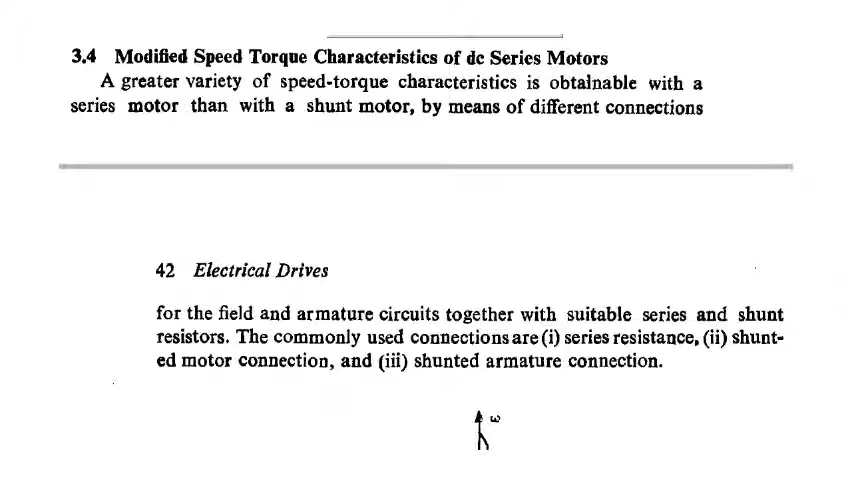 3.4 Modified Speed Torque Characteristics of dc Series Motors
A greater variety of speed-torque characteristics is obtainable with a
series motor than with a shunt motor, by means of different connections
42 Electrical Drives
for the field and armature circuits together with suitable series and shunt
resistors. The commonly used connections are (i) series resistance, (ii) shunt-
ed motor connection, and (iii) shunted armature connection.
ω